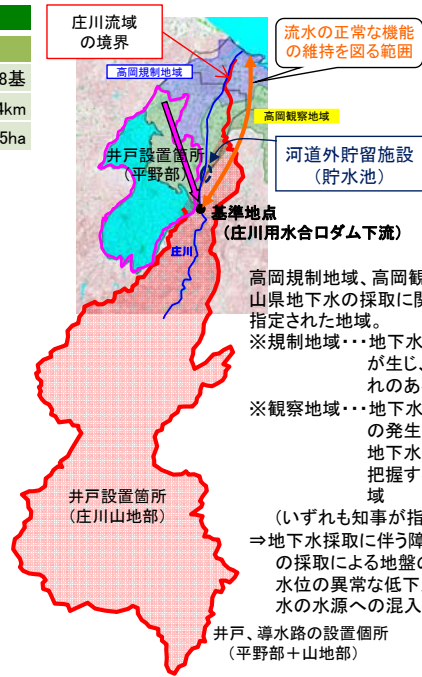 庄川流域
の境界
流水の正常な機能
の維持を図る範囲
8基
4km
5ha
高岡規制地域
高岡観察地域
井戸設置箇所
（平野部）
河道外貯留施設
（貯水池）
基準地点
（庄川用水合口ダム下流）
庄川
高岡規制地域、高岡観
山県地下水の採取に関
指定された地域。
※規制地域・・・地下水
が生じ、
れのあ
※観察地域・・・地下水
の発生
地下水
把握す
域
（いずれも知事が指
⇒地下水採取に伴う障
の採取による地盤の
水位の異常な低下
水の水源への混入
井戸設置箇所
（庄川山地部）
井戸、導水路の設置個所
（平野部＋山地部）